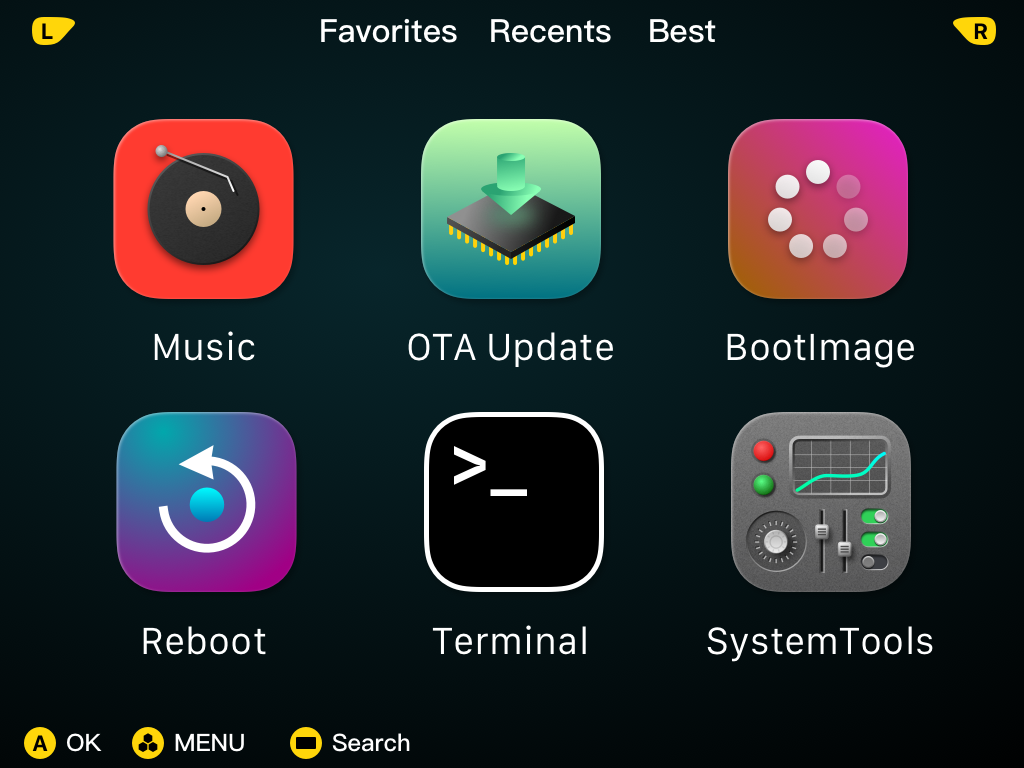 L Favorites Recents Best R
Music OTA Update BootImage
>_
Reboot Terminal SystemTools
A OK MENU Search